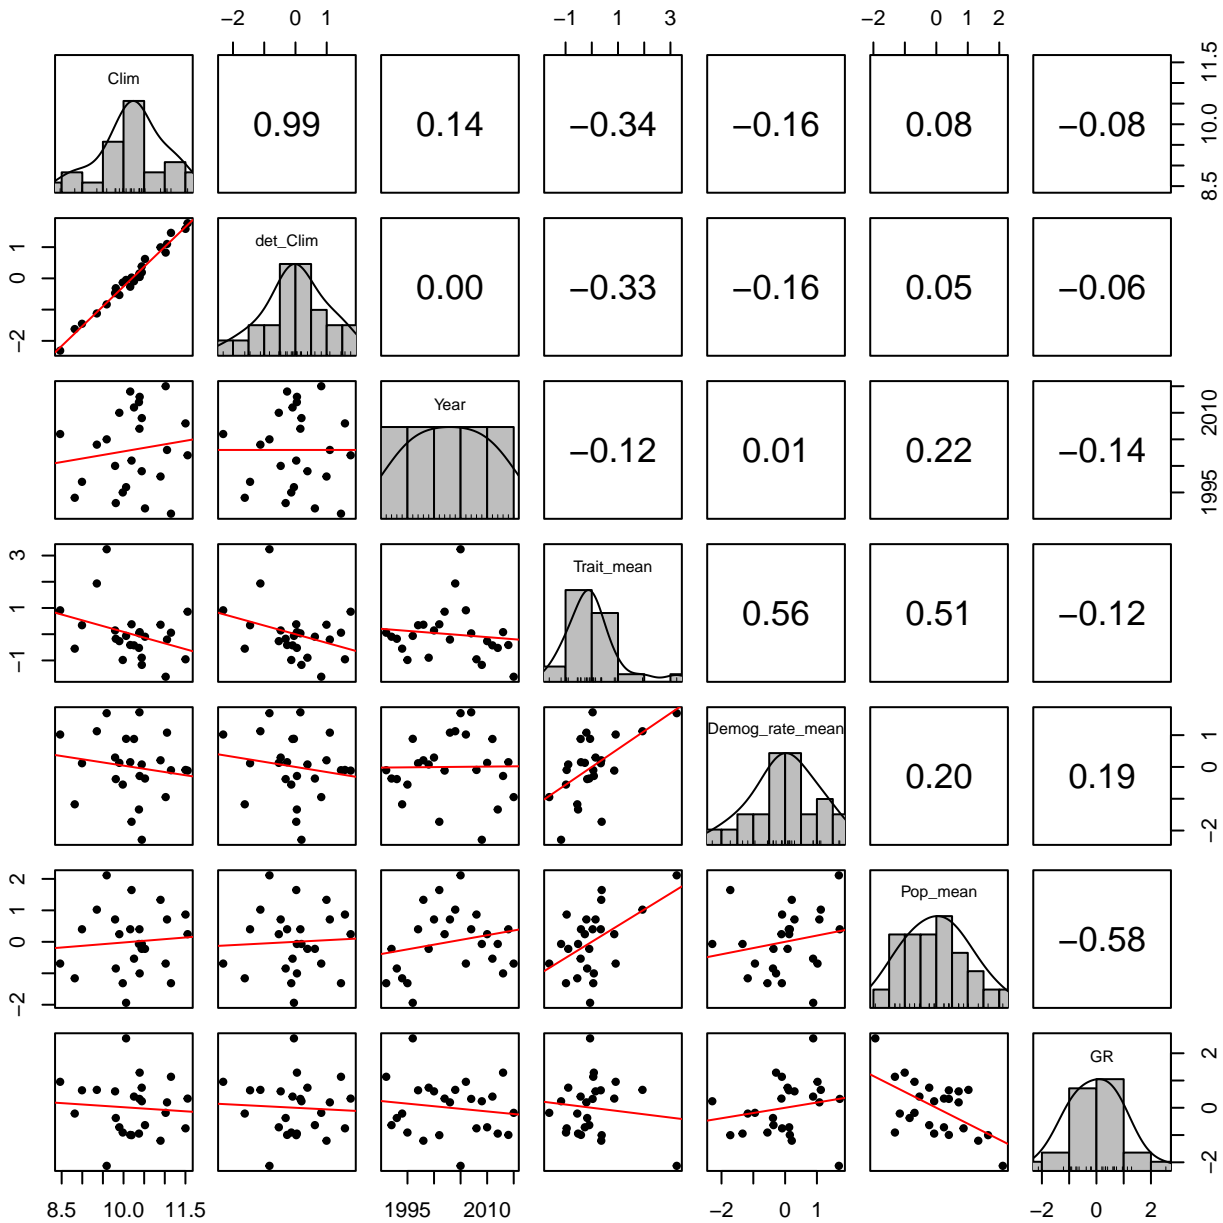 −2 0 1 −1 1 3 −2 0 1 2
Clim 0.99 0.14 −0.34 −0.16 0.08 −0.08 8.5 10.0 11.5
−2 0 1 det_Clim 0.00 −0.33 −0.16 0.05 −0.06
Year −0.12 0.01 0.22 −0.14 1995 2010
−1 1 3 Trait_mean 0.56 0.51 −0.12
Demog_rate_mean 0.20 0.19 −2 0 1
−2 −1 0 1 2 Pop_mean −0.58
GR −2 0 2
8.5 10.0 11.5 1995 2010 −2 0 1 −2 0 2